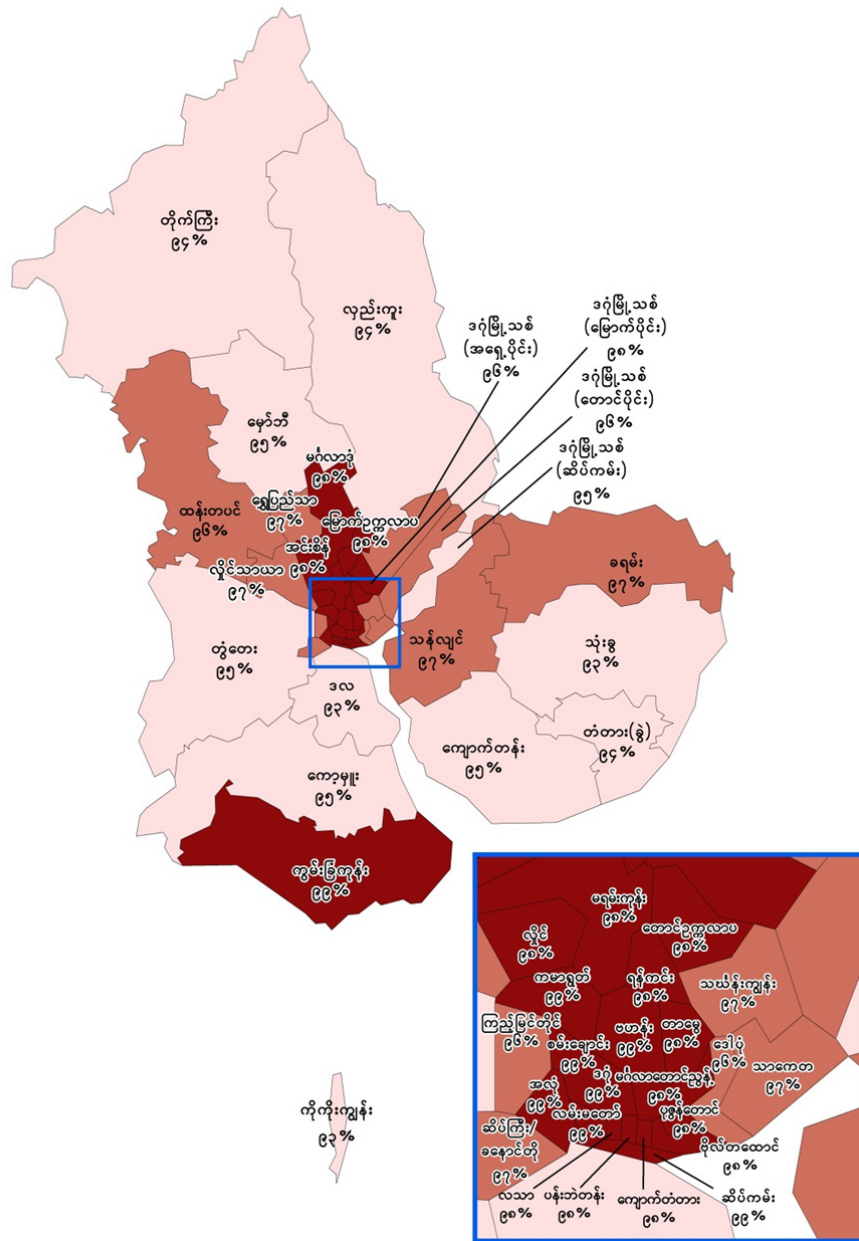 တိုက်ကြီး
၉၄%
လှည်းကူး
၉၄%
ဒဂုံမြို့သစ်
(အရှေ့ပိုင်း)
၉၆%
ဒဂုံမြို့သစ်
(မြောက်ပိုင်း)
၉၈%
ဒဂုံမြို့သစ်
(တောင်ပိုင်း)
၉၆%
ဒဂုံမြို့သစ်
(ဆိပ်ကမ်း)
၉၅%
မှော်ဘီ
၉၅%
မင်္ဂလာဒုံ
၉၈%
ထန်းတပင်
၉၆%
ရွှေပြည်သာ
၉၇%
မြောက်ဥက္ကလာပ
၉၈%
အင်းစိန်
၉၈%
လှိုင်သာယာ
၉၇%
ခရမ်း
၉၇%
တွံတေး
၉၅%
သန်လျင်
၉၇%
သုံးခွ
၉၃%
ဒလ
၉၃%
ကျောက်တန်း
၉၅%
တံတား(ခွဲ)
၉၄%
ကော့မှူး
၉၅%
ကွမ်းခြံကုန်း
၉၉%
ကိုကိုးကျွန်း
၉၃%
မရမ်းကုန်း
၉၈%
လှိုင်
၉၈%
တောင်ဥက္ကလာပ
၉၈%
ကမာရွတ်
၉၉%
ရန်ကင်း
၉၈%
သင်္ဃန်းကျွန်း
၉၇%
ကြည့်မြင်တိုင်
၉၆%
စမ်းချောင်း
၉၉%
ဗဟန်း
၉၉%
တာမွေ
၉၈%
ဒေါပုံ
၉၆%
သာကေတ
၉၇%
အလုံ
၉၉%
ဒဂုံ
၉၉%
မင်္ဂလာတောင်ညွန့်
၉၈%
လမ်းမတော်
၉၉%
ပုဇွန်တောင်
၉၈%
ဆိပ်ကြီး/
ခနောင်တို
၉၇%
ဗိုလ်တထောင်
၉၈%
လသာ
၉၈%
ပန်းဘဲတန်း
၉၈%
ကျောက်တံတား
၉၈%
ဆိပ်ကမ်း
၉၉%